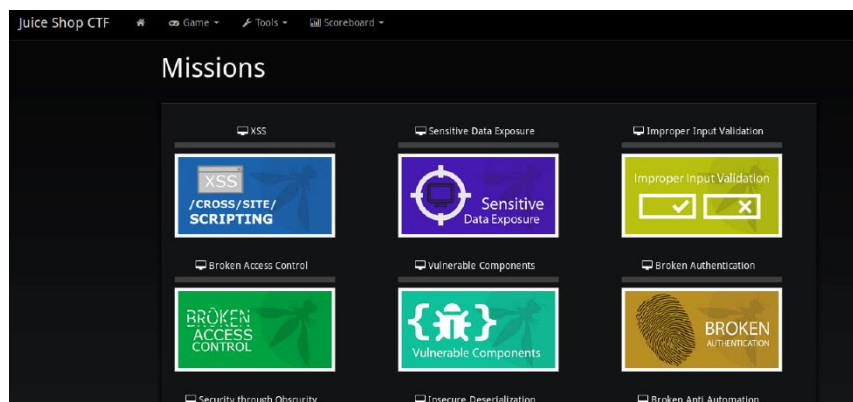 Juice Shop CTF Game Tools Scoreboard
Missions
XSS Sensitive Data Exposure Improper Input Validation
XSS
/CROSS/SITE/
SCRIPTING
Sensitive
Data Exposure
Improper Input Validation
Broken Access Control Vulnerable Components Broken Authentication
BROKEN
ACCESS
CONTROL
Vulnerable Components
BROKEN
AUTHENTICATION
Security through Obscurity Insecure Deserialization Broken Anti Automation